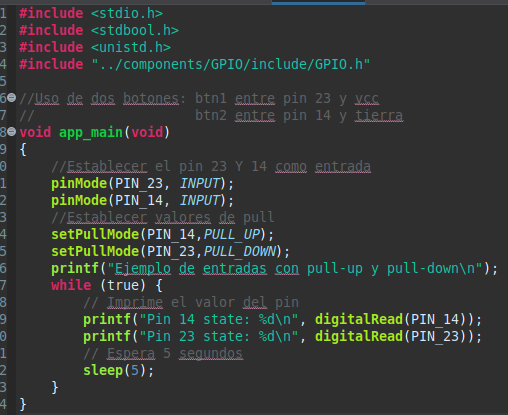 1 #include <stdio.h>
2 #include <stdbool.h>
3 #include <unistd.h>
4 #include "../components/GPIO/include/GPIO.h"
5
6 //Uso de dos botones: btn1 entre pin 23 y vcc
7 //                    btn2 entre pin 14 y tierra
8 void app_main(void)
9 {
0     //Establecer el pin 23 Y 14 como entrada
1     pinMode(PIN_23, INPUT);
2     pinMode(PIN_14, INPUT);
3     //Establecer valores de pull
4     setPullMode(PIN_14,PULL_UP);
5     setPullMode(PIN_23,PULL_DOWN);
6     printf("Ejemplo de entradas con pull-up y pull-down\n");
7     while (true) {
8         // Imprime el valor del pin
9         printf("Pin 14 state: %d\n", digitalRead(PIN_14));
0         printf("Pin 23 state: %d\n", digitalRead(PIN_23));
1         // Espera 5 segundos
2         sleep(5);
3     }
4 }